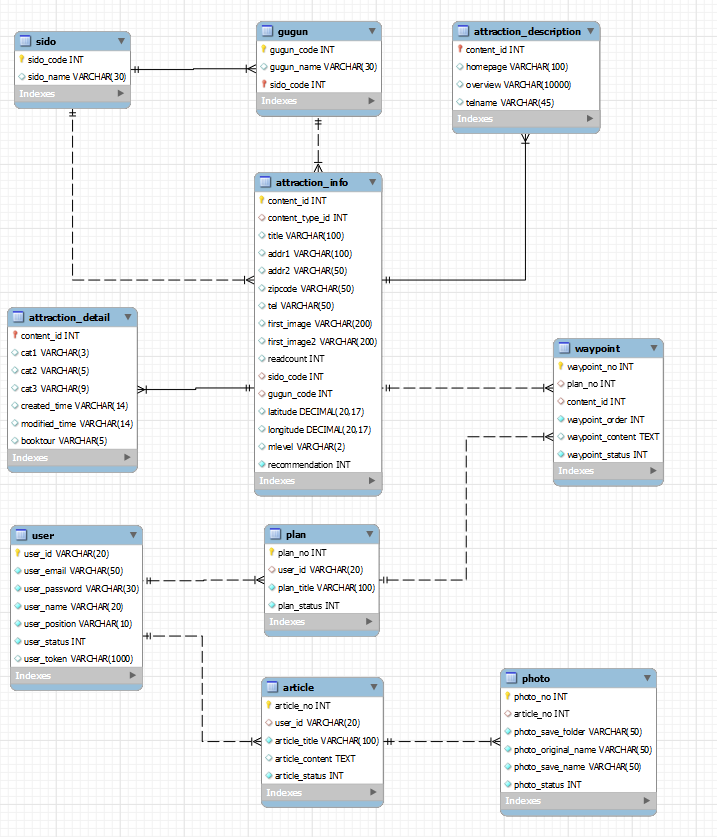 sido
sido_code INT
sido_name VARCHAR(30)
Indexes
gugun
gugun_code INT
gugun_name VARCHAR(30)
sido_code INT
Indexes
attraction_description
content_id INT
homepage VARCHAR(100)
overview VARCHAR(10000)
telname VARCHAR(45)
Indexes
attraction_info
content_id INT
content_type_id INT
title VARCHAR(100)
addr1 VARCHAR(100)
addr2 VARCHAR(50)
zipcode VARCHAR(50)
tel VARCHAR(50)
first_image VARCHAR(200)
first_image2 VARCHAR(200)
readcount INT
sido_code INT
gugun_code INT
latitude DECIMAL(20,17)
longitude DECIMAL(20,17)
mlevel VARCHAR(2)
recommendation INT
Indexes
attraction_detail
content_id INT
cat1 VARCHAR(3)
cat2 VARCHAR(5)
cat3 VARCHAR(9)
created_time VARCHAR(14)
modified_time VARCHAR(14)
booktour VARCHAR(5)
Indexes
waypoint
waypoint_no INT
plan_no INT
content_id INT
waypoint_order INT
waypoint_content TEXT
waypoint_status INT
Indexes
user
user_id VARCHAR(20)
user_email VARCHAR(50)
user_password VARCHAR(30)
user_name VARCHAR(20)
user_position VARCHAR(10)
user_status INT
user_token VARCHAR(1000)
Indexes
plan
plan_no INT
user_id VARCHAR(20)
plan_title VARCHAR(100)
plan_status INT
Indexes
article
article_no INT
user_id VARCHAR(20)
article_title VARCHAR(100)
article_content TEXT
article_status INT
Indexes
photo
photo_no INT
article_no INT
photo_save_folder VARCHAR(50)
photo_original_name VARCHAR(50)
photo_save_name VARCHAR(50)
photo_status INT
Indexes